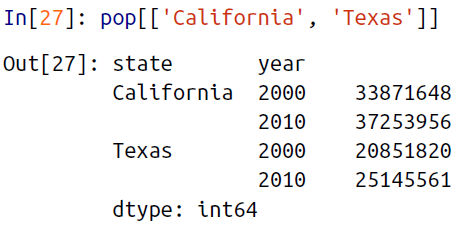 In[27]: pop[['California', 'Texas']]
Out[27]: state       year
         California  2000    33871648
                     2010    37253956
         Texas       2000    20851820
                     2010    25145561
         dtype: int64